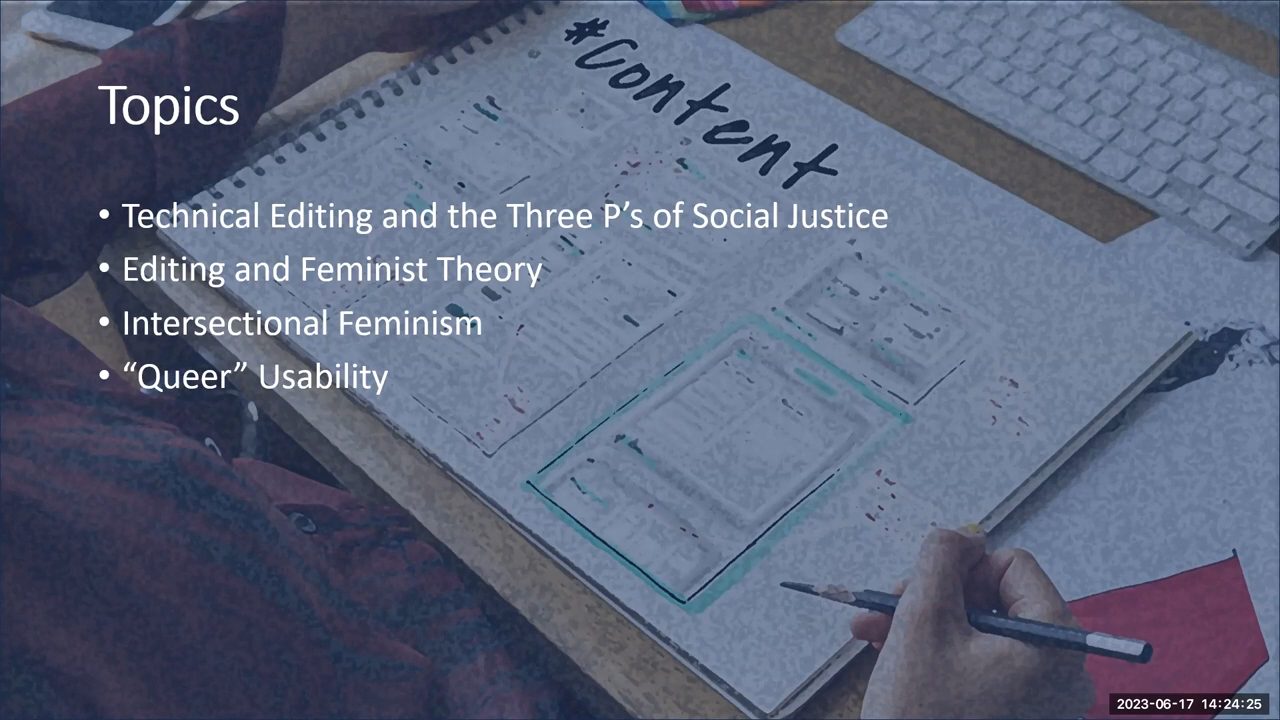 #Content
Topics
• Technical Editing and the Three P’s of Social Justice
• Editing and Feminist Theory
• Intersectional Feminism
• “Queer” Usability
2023-06-17 14:24:25